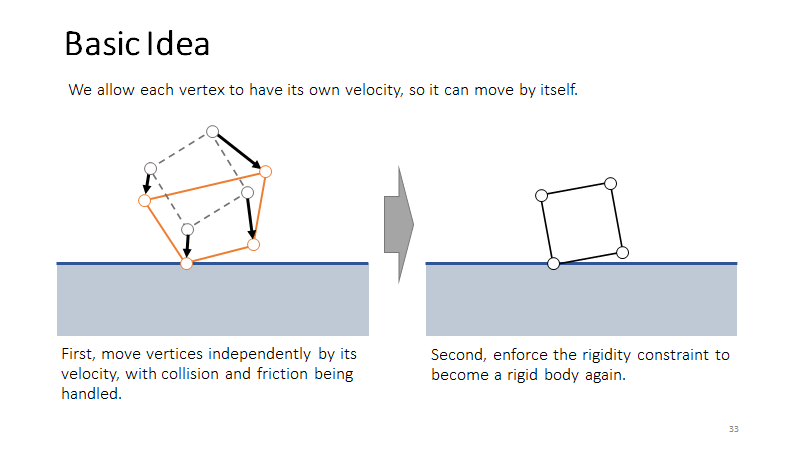 Basic Idea
We allow each vertex to have its own velocity, so it can move by itself.
First, move vertices independently by its
velocity, with collision and friction being
handled.
Second, enforce the rigidity constraint to
become a rigid body again.
33